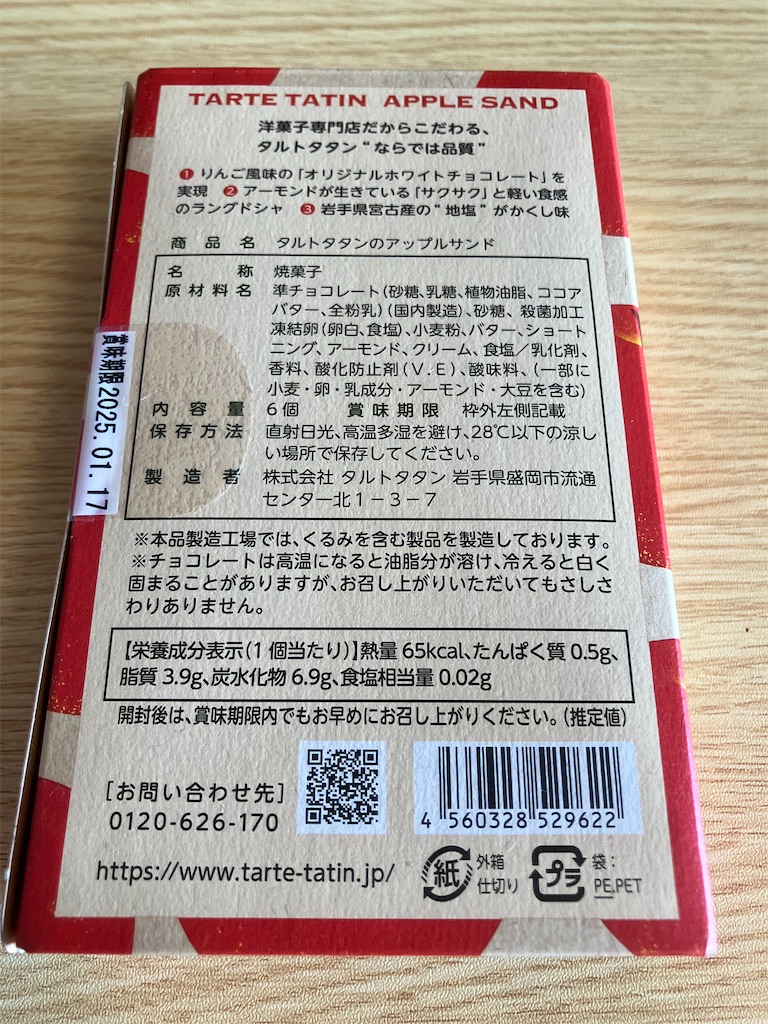 TARTE TATIN APPLE SAND
洋菓子専門店だからこだわる、
タルトタタン“ならでは品質”
❶ りんご風味の「オリジナルホワイトチョコレート」を
実現 ❷ アーモンドが生きている「サクサク」と軽い食感
のラングドシャ ❸ 岩手県宮古産の“地塩”がかくし味
商品名 タルトタタンのアップルサンド
名称 焼菓子
原材料名 準チョコレート(砂糖、乳糖、植物油脂、ココア
バター、全粉乳)(国内製造)、砂糖、殺菌加工
凍結卵(卵白、食塩)、小麦粉、バター、ショート
ニング、アーモンド、クリーム、食塩／乳化剤、
香料、酸化防止剤(V.E)、酸味料、(一部に
小麦・卵・乳成分・アーモンド・大豆を含む)
内容量 6個 賞味期限 枠外左側記載
保存方法 直射日光、高温多湿を避け、28℃以下の涼し
い場所で保存してください。
製造者 株式会社 タルトタタン 岩手県盛岡市流通
センター北1－3－7
賞味期限2025.01.17
※本品製造工場では、くるみを含む製品を製造しております。
※チョコレートは高温になると油脂分が溶け、冷えると白く
固まることがありますが、お召し上がりいただいてもさしさ
わりありません。
【栄養成分表示(1個当たり)】熱量 65kcal、たんぱく質 0.5g、
脂質 3.9g、炭水化物 6.9g、食塩相当量 0.02g
開封後は、賞味期限内でもお早めにお召し上がりください。(推定値)
[お問い合わせ先]
0120-626-170
4 560328 529622
https://www.tarte-tatin.jp/
紙 外箱
仕切り
プラ 袋：
PE,PET